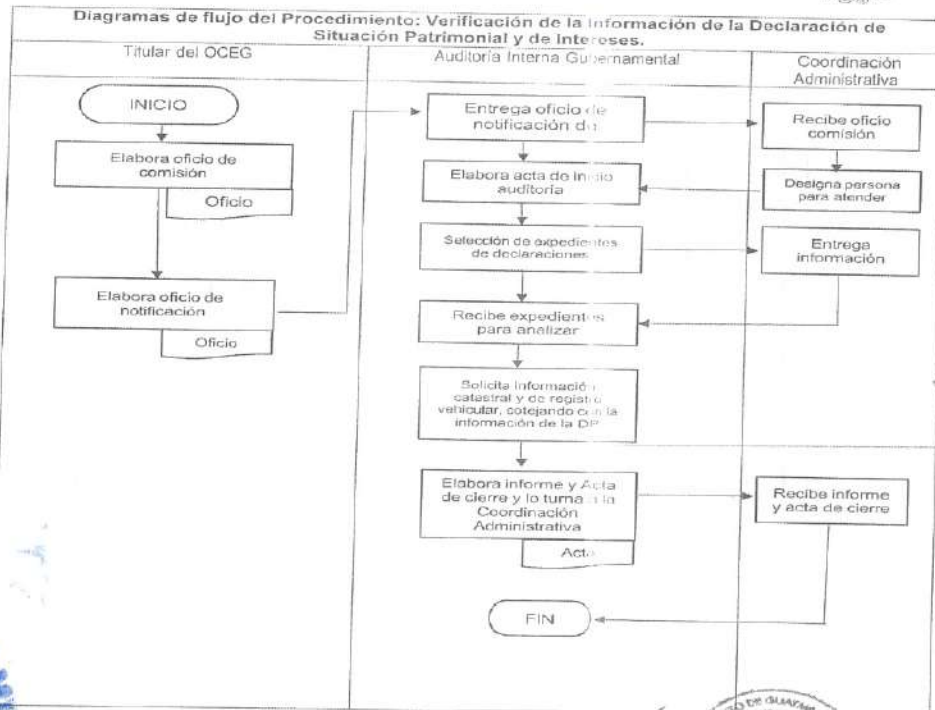 Diagramas de flujo del Procedimiento: Verificación de la Información de la Declaración de
Situación Patrimonial y de Intereses.
Titular del OCEG
Auditoría Interna Gubernamental
Coordinación
Administrativa
INICIO
Elabora oficio de
comisión
Oficio
Elabora oficio de
notificación
Oficio
Entrega oficio de
notificación de
Elabora acta de inicio
auditoría
Selección de expedientes
de declaraciones
Recibe expedientes
para analizar
Solicita información
catastral y de registro
vehicular, cotejando con la
información de la DP
Elabora informe y Acta
de cierre y lo turna a la
Coordinación
Administrativa
Acta
FIN
Recibe oficio
comisión
Designa persona
para atender
Entrega
información
Recibe informe
y acta de cierre